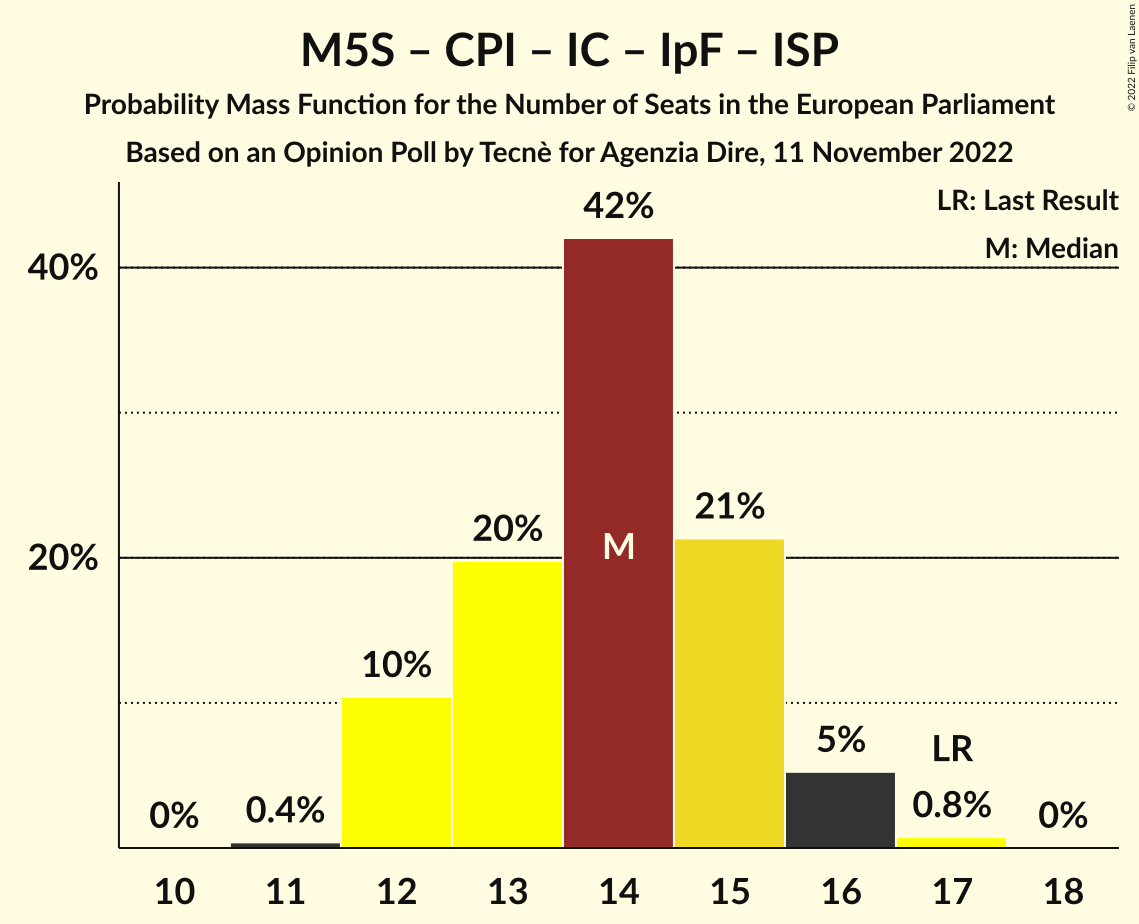 M5S – CPI – IC – IpF – ISP
Probability Mass Function for the Number of Seats in the European Parliament
Based on an Opinion Poll by Tecnè for Agenzia Dire, 11 November 2022
© 2022 Filip van Laenen
LR: Last Result
M: Median
40%
20%
0%
0.4%
10%
20%
42%
M
21%
5%
LR
0.8%
0%
10 11 12 13 14 15 16 17 18